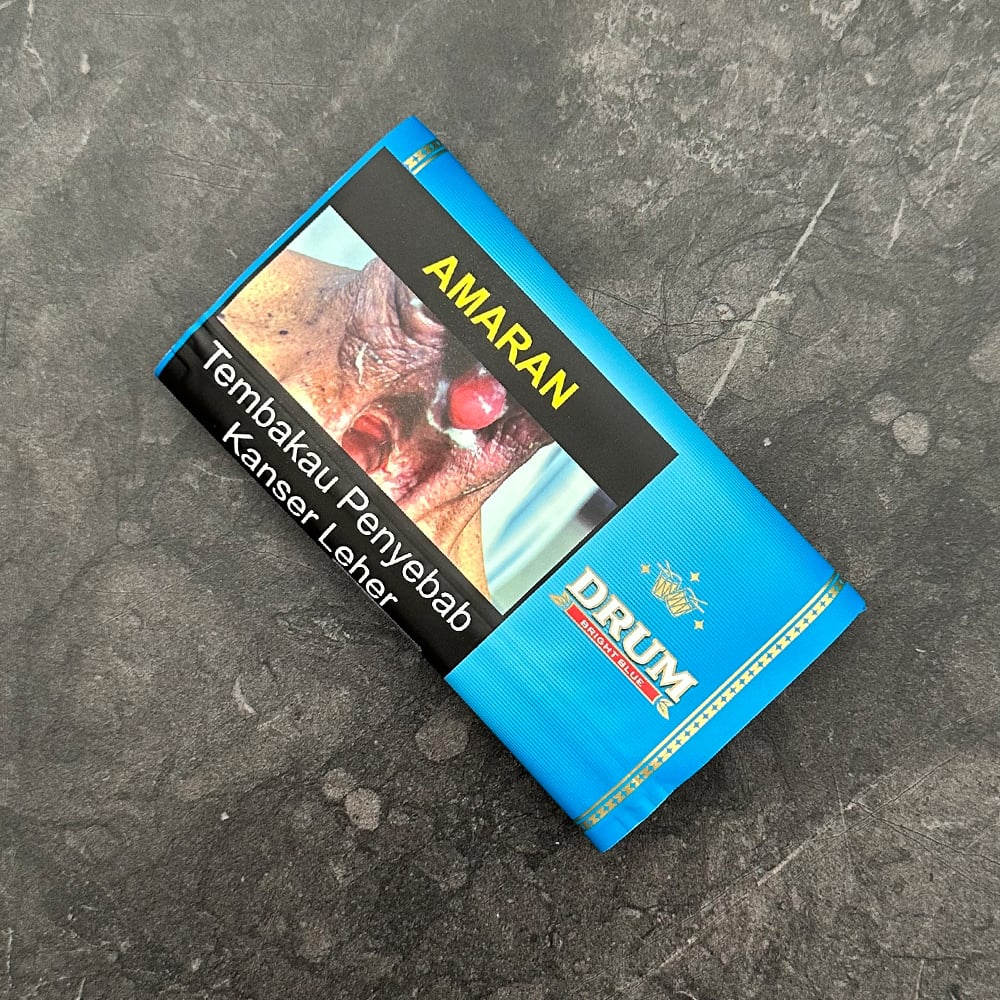 AMARAN
Tembakau Penyebab
Kanser Leher
DRUM
BRIGHT BLUE